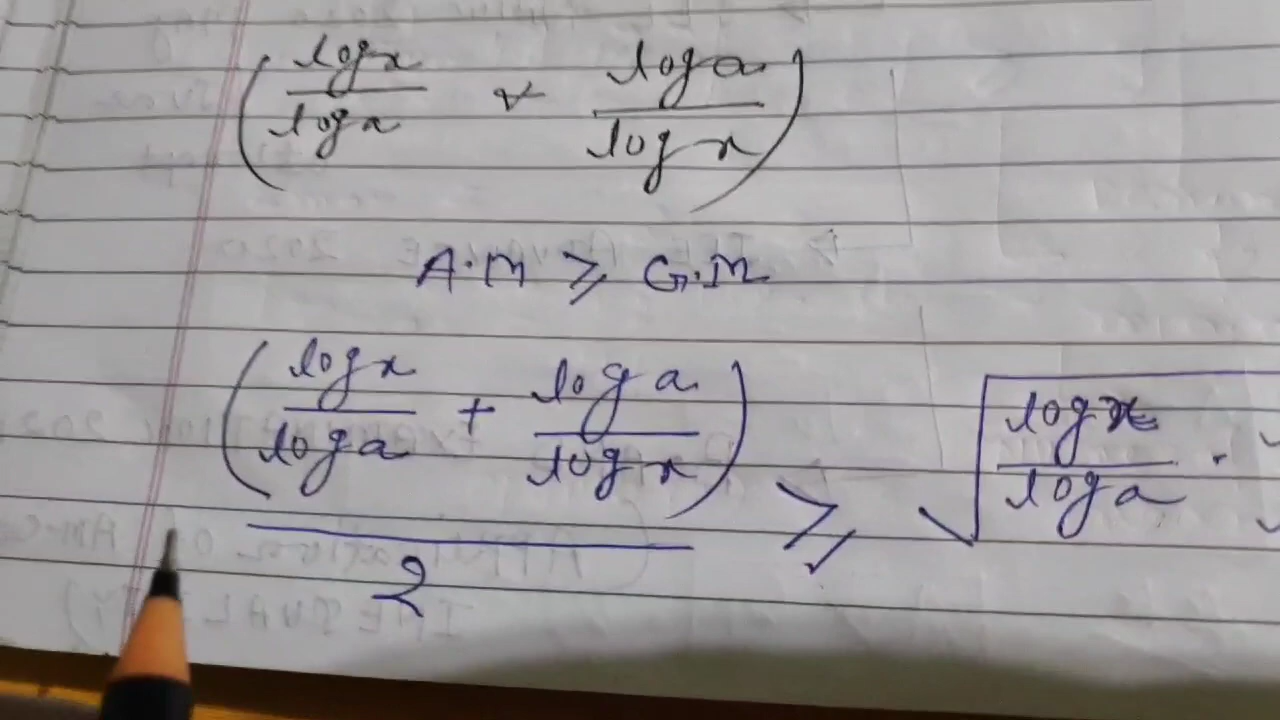 ( log x / log a + log a / log x )
A.M ⩾ G.M
( log x / log a + log a / log x ) / 2 ⩾ √ log x / log a .